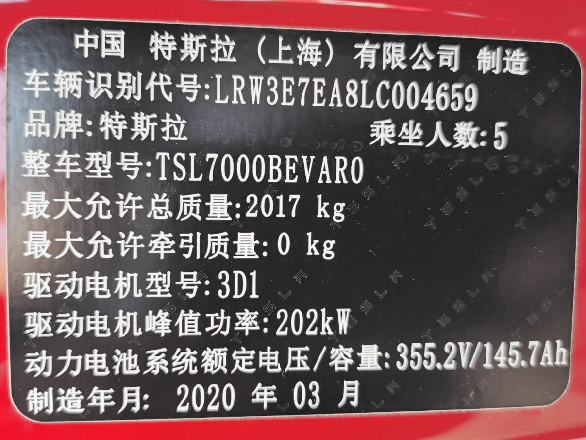 中国 特斯拉 (上海) 有限公司 制造
车辆识别代号:LRW3E7EA8LC004659
品牌:特斯拉 乘坐人数:5
整车型号:TSL7000BEVAR0
最大允许总质量:2017 kg
最大允许牵引质量:0 kg
驱动电机型号:3D1
驱动电机峰值功率:202kW
动力电池系统额定电压/容量:355.2V/145.7Ah
制造年月: 2020 年 03 月